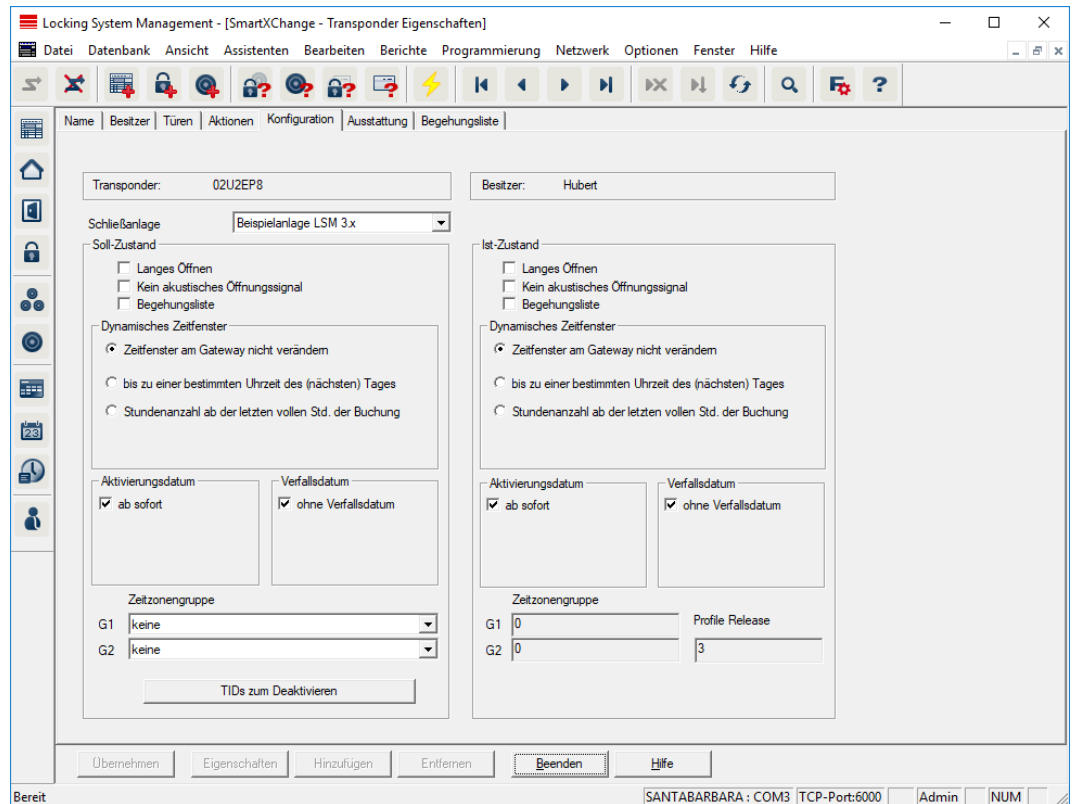 Locking System Management - [SmartXChange - Transponder Eigenschaften]
Datei Datenbank Ansicht Assistenten Bearbeiten Berichte Programmierung Netzwerk Optionen Fenster Hilfe
Name Besitzer Türen Aktionen Konfiguration Ausstattung Begehungsliste
Transponder: 02U2EP8
Besitzer: Hubert
Schließanlage Beispielanlage LSM 3.x
Soll-Zustand
Langes Öffnen
Kein akustisches Öffnungssignal
Begehungsliste
Dynamisches Zeitfenster
Zeitfenster am Gateway nicht verändern
bis zu einer bestimmten Uhrzeit des (nächsten) Tages
Stundenanzahl ab der letzten vollen Std. der Buchung
Aktivierungsdatum
ab sofort
Verfallsdatum
ohne Verfallsdatum
Zeitzonengruppe
G1 keine
G2 keine
TIDs zum Deaktivieren
Ist-Zustand
Langes Öffnen
Kein akustisches Öffnungssignal
Begehungsliste
Dynamisches Zeitfenster
Zeitfenster am Gateway nicht verändern
bis zu einer bestimmten Uhrzeit des (nächsten) Tages
Stundenanzahl ab der letzten vollen Std. der Buchung
Aktivierungsdatum
ab sofort
Verfallsdatum
ohne Verfallsdatum
Zeitzonengruppe
G1 0
G2 0
Profile Release
3
Übernehmen Eigenschaften Hinzufügen Entfernen Beenden Hilfe
Bereit SANTABARBARA : COM3 TCP-Port:6000 Admin NUM
23